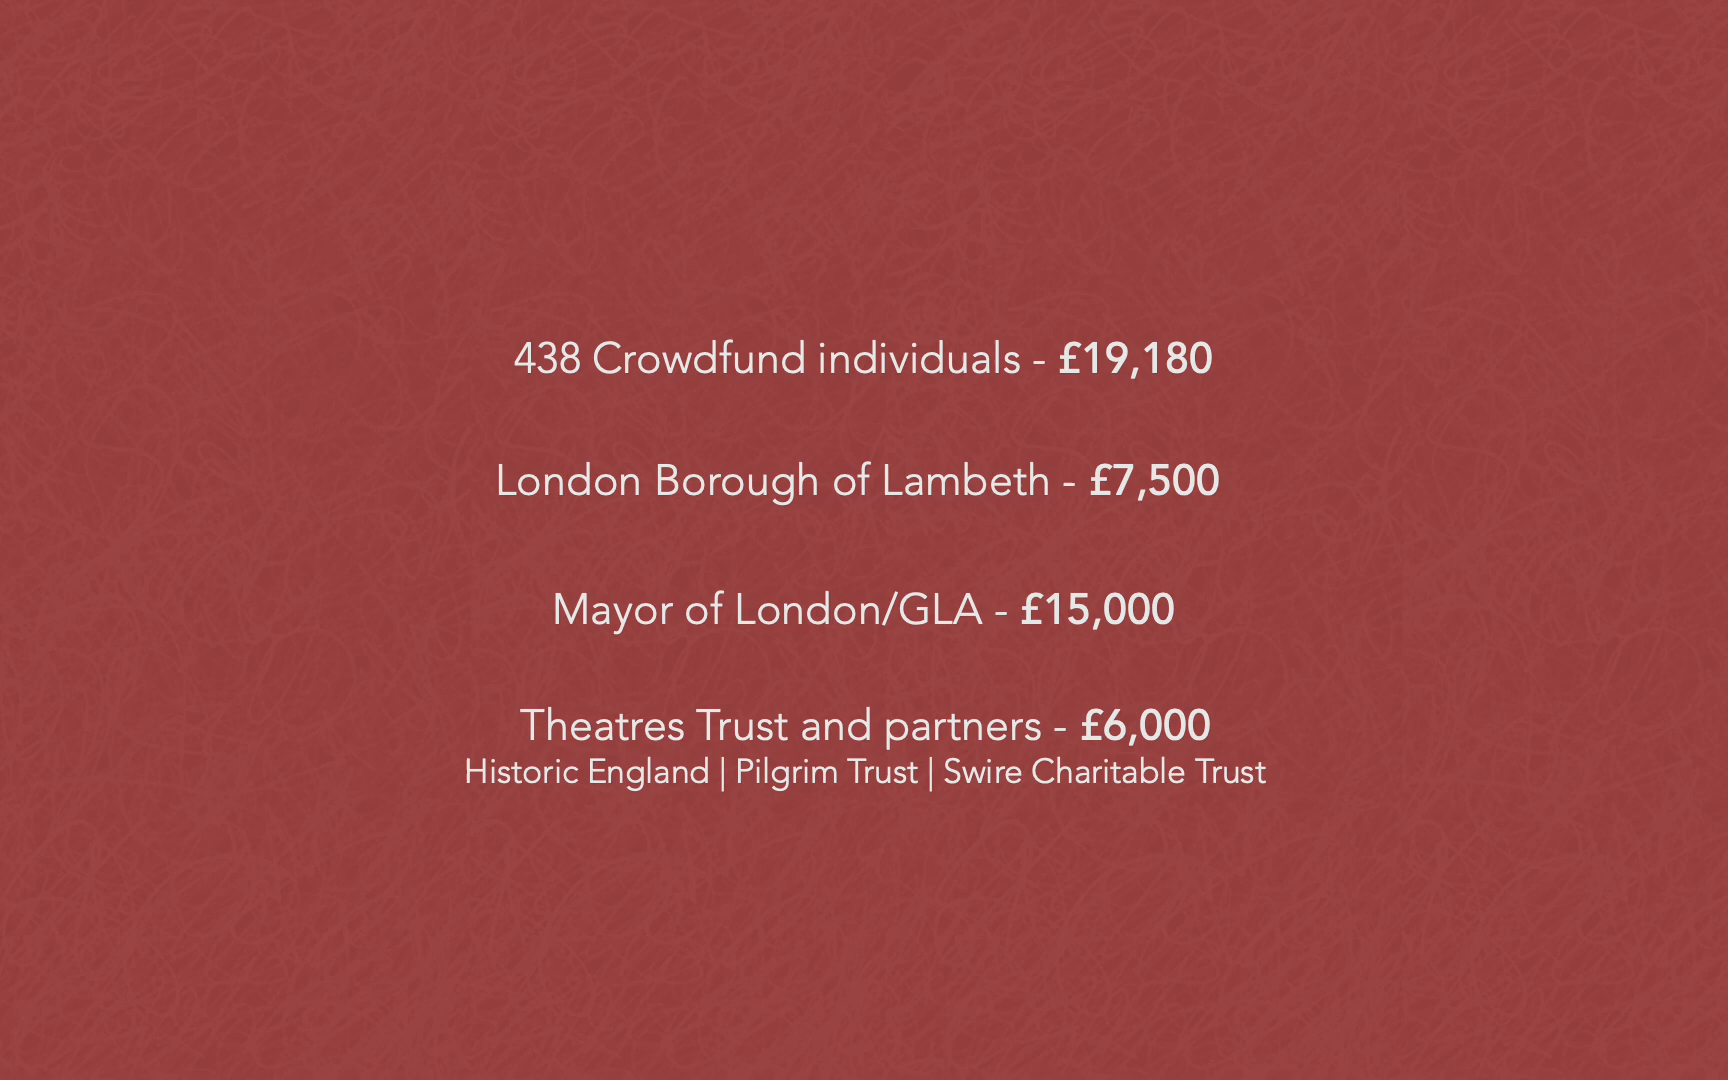 438 Crowdfund individuals - £19,180
London Borough of Lambeth - £7,500
Mayor of London/GLA - £15,000
Theatres Trust and partners - £6,000
Historic England | Pilgrim Trust | Swire Charitable Trust